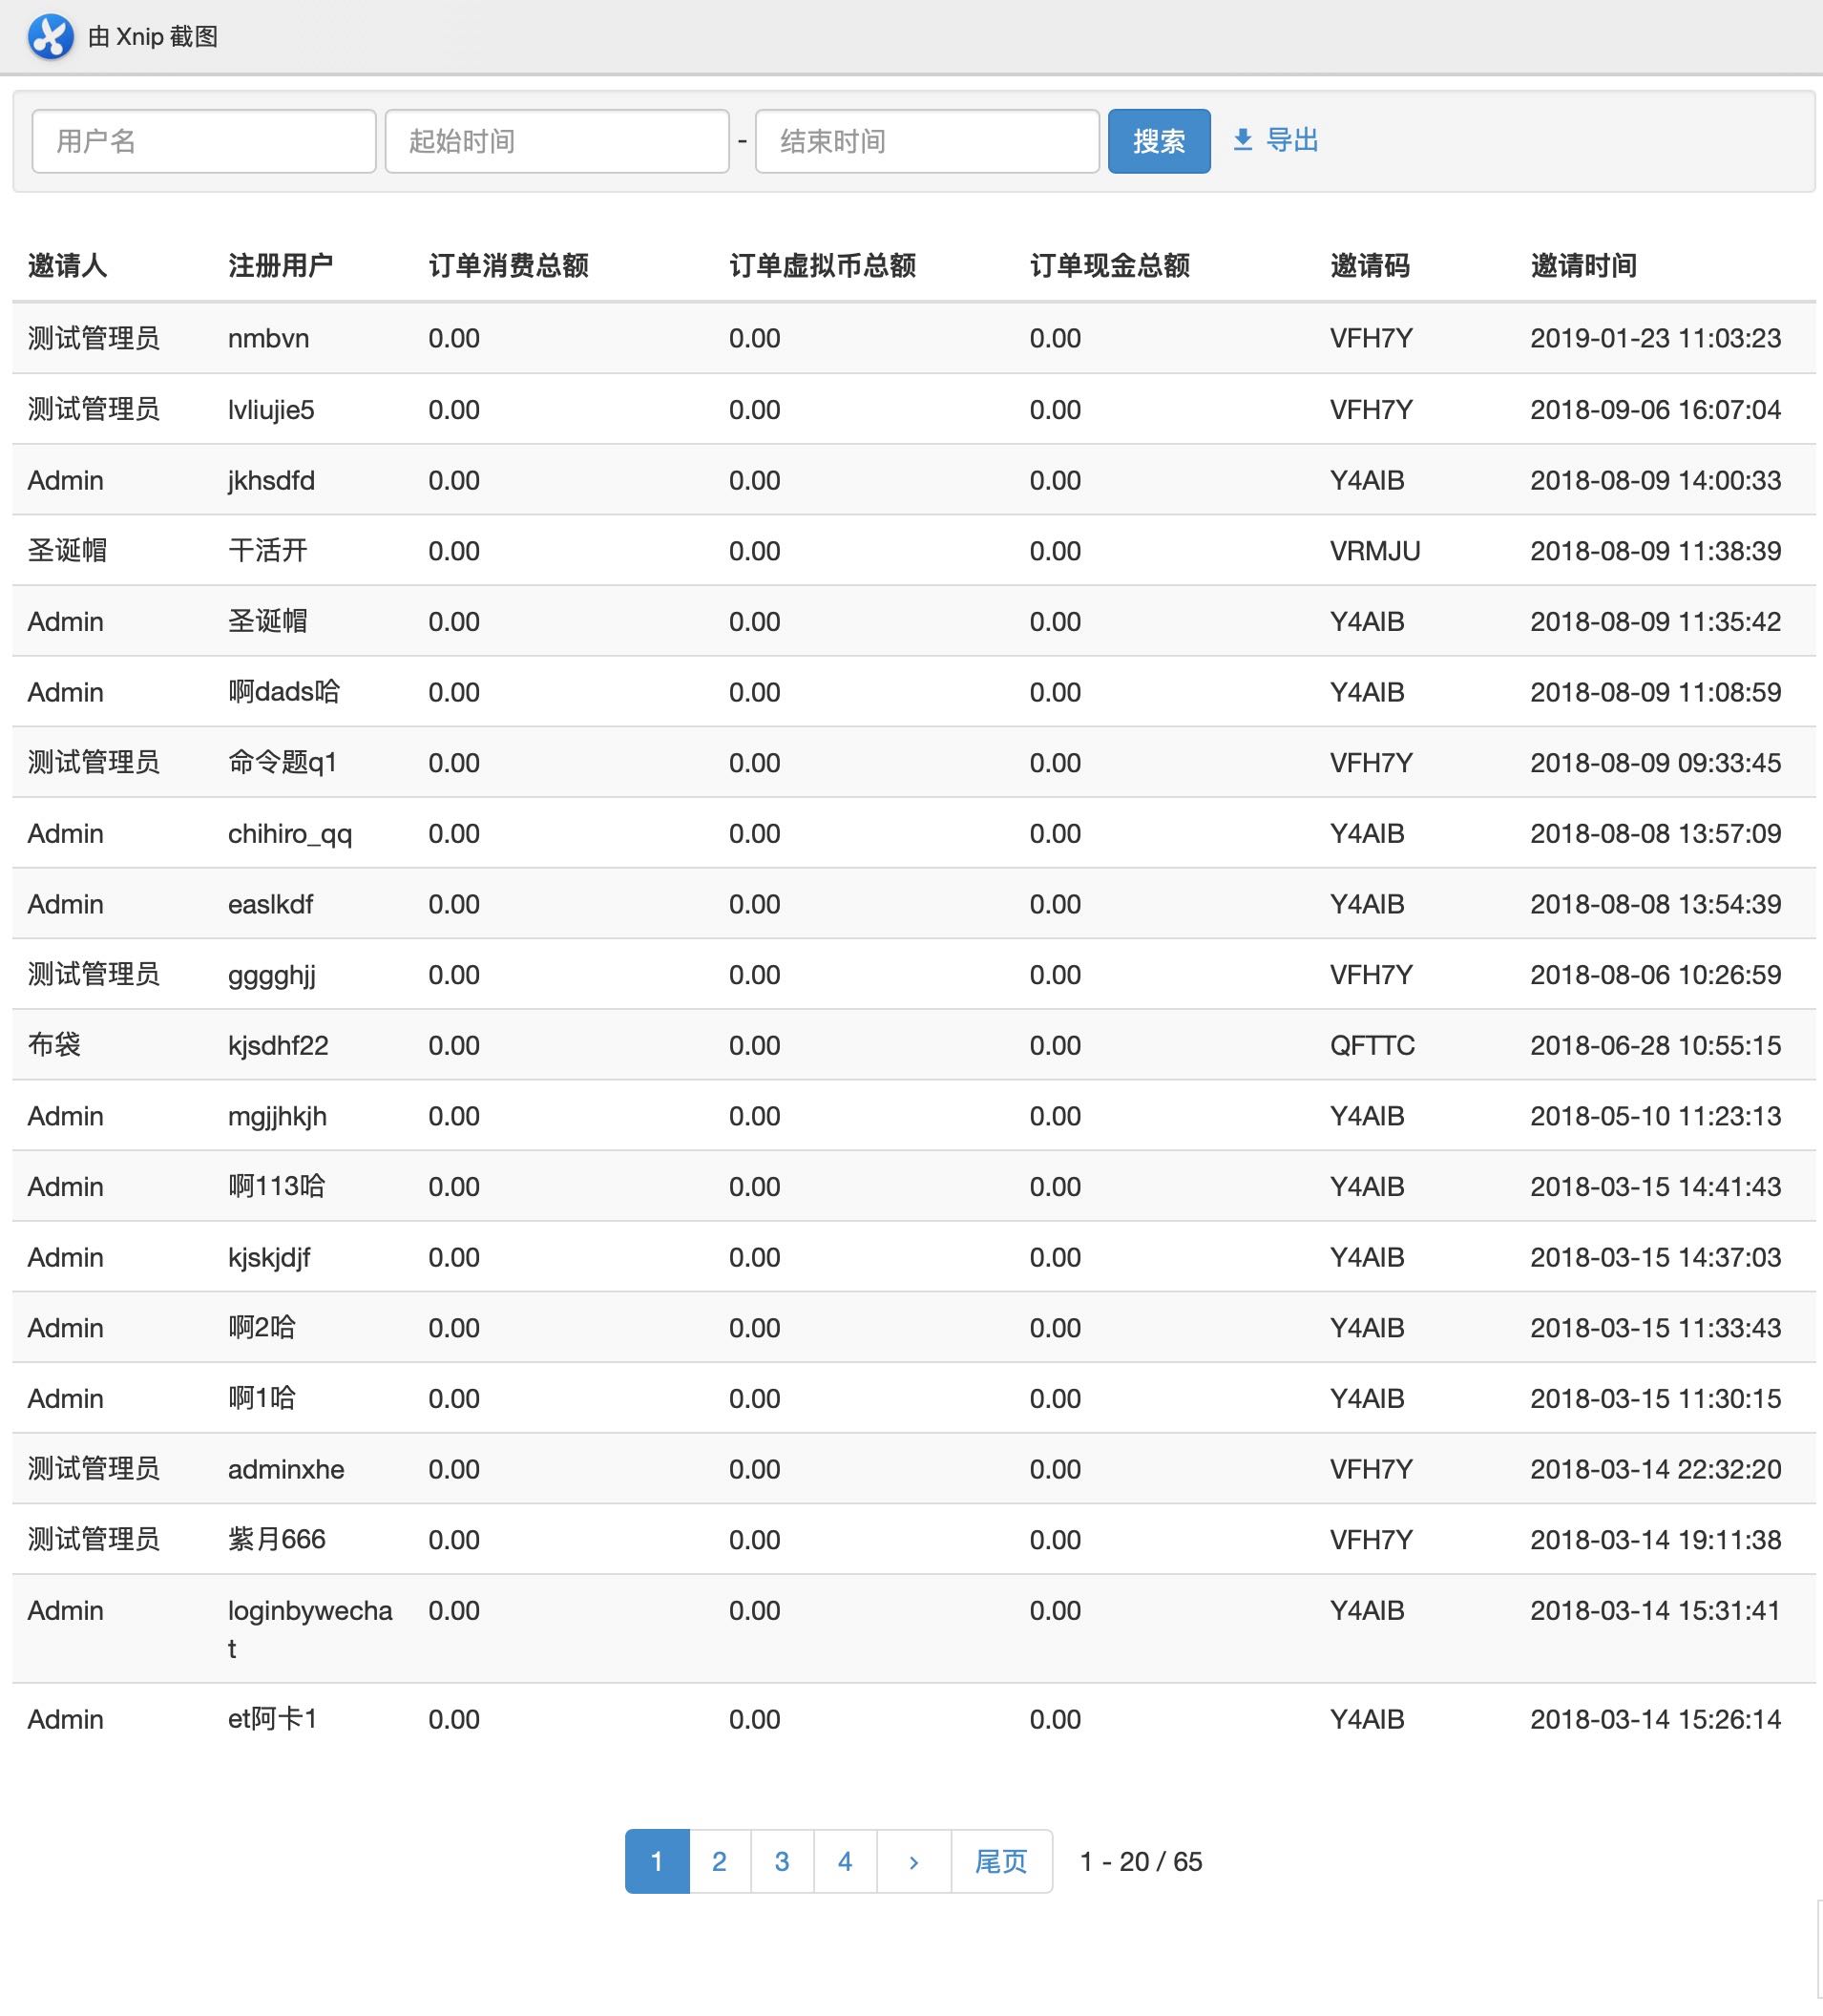 由 Xnip 截图
用户名 起始时间 - 结束时间 搜索 导出
邀请人 注册用户 订单消费总额 订单虚拟币总额 订单现金总额 邀请码 邀请时间
测试管理员 nmbvn 0.00 0.00 0.00 VFH7Y 2019-01-23 11:03:23
测试管理员 lvliujie5 0.00 0.00 0.00 VFH7Y 2018-09-06 16:07:04
Admin jkhsdfd 0.00 0.00 0.00 Y4AIB 2018-08-09 14:00:33
圣诞帽 干活开 0.00 0.00 0.00 VRMJU 2018-08-09 11:38:39
Admin 圣诞帽 0.00 0.00 0.00 Y4AIB 2018-08-09 11:35:42
Admin 啊dads哈 0.00 0.00 0.00 Y4AIB 2018-08-09 11:08:59
测试管理员 命令题q1 0.00 0.00 0.00 VFH7Y 2018-08-09 09:33:45
Admin chihiro_qq 0.00 0.00 0.00 Y4AIB 2018-08-08 13:57:09
Admin easlkdf 0.00 0.00 0.00 Y4AIB 2018-08-08 13:54:39
测试管理员 gggghjj 0.00 0.00 0.00 VFH7Y 2018-08-06 10:26:59
布袋 kjsdhf22 0.00 0.00 0.00 QFTTC 2018-06-28 10:55:15
Admin mgjjhkjh 0.00 0.00 0.00 Y4AIB 2018-05-10 11:23:13
Admin 啊113哈 0.00 0.00 0.00 Y4AIB 2018-03-15 14:41:43
Admin kjskjdjf 0.00 0.00 0.00 Y4AIB 2018-03-15 14:37:03
Admin 啊2哈 0.00 0.00 0.00 Y4AIB 2018-03-15 11:33:43
Admin 啊1哈 0.00 0.00 0.00 Y4AIB 2018-03-15 11:30:15
测试管理员 adminxhe 0.00 0.00 0.00 VFH7Y 2018-03-14 22:32:20
测试管理员 紫月666 0.00 0.00 0.00 VFH7Y 2018-03-14 19:11:38
Admin loginbywecha 0.00 0.00 0.00 Y4AIB 2018-03-14 15:31:41
t
Admin et阿卡1 0.00 0.00 0.00 Y4AIB 2018-03-14 15:26:14
1 2 3 4 › 尾页 1 - 20 / 65